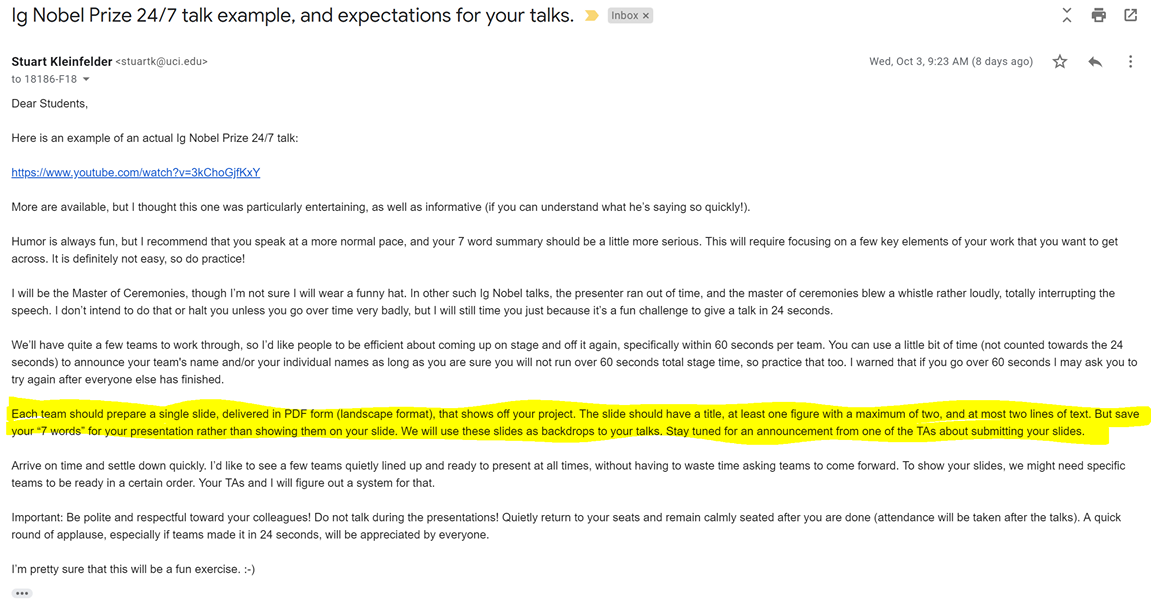 Ig Nobel Prize 24/7 talk example, and expectations for your talks. Inbox x
Stuart Kleinfelder <stuartk@uci.edu> Wed, Oct 3, 9:23 AM (8 days ago)
to 18186-F18
Dear Students,
Here is an example of an actual Ig Nobel Prize 24/7 talk:
https://www.youtube.com/watch?v=3kChoGjfKxY
More are available, but I thought this one was particularly entertaining, as well as informative (if you can understand what he's saying so quickly!).
Humor is always fun, but I recommend that you speak at a more normal pace, and your 7 word summary should be a little more serious. This will require focusing on a few key elements of your work that you want to get
across. It is definitely not easy, so do practice!
I will be the Master of Ceremonies, though I'm not sure I will wear a funny hat. In other such Ig Nobel talks, the presenter ran out of time, and the master of ceremonies blew a whistle rather loudly, totally interrupting the
speech. I don't intend to do that or halt you unless you go over time very badly, but I will still time you just because it's a fun challenge to give a talk in 24 seconds.
We'll have quite a few teams to work through, so I'd like people to be efficient about coming up on stage and off it again, specifically within 60 seconds per team. You can use a little bit of time (not counted towards the 24
seconds) to announce your team's name and/or your individual names as long as you are sure you will not run over 60 seconds total stage time, so practice that too. I warned that if you go over 60 seconds I may ask you to
try again after everyone else has finished.
Each team should prepare a single slide, delivered in PDF form (landscape format), that shows off your project. The slide should have a title, at least one figure with a maximum of two, and at most two lines of text. But save
your “7 words” for your presentation rather than showing them on your slide. We will use these slides as backdrops to your talks. Stay tuned for an announcement from one of the TAs about submitting your slides.
Arrive on time and settle down quickly. I'd like to see a few teams quietly lined up and ready to present at all times, without having to waste time asking teams to come forward. To show your slides, we might need specific
teams to be ready in a certain order. Your TAs and I will figure out a system for that.
Important: Be polite and respectful toward your colleagues! Do not talk during the presentations! Quietly return to your seats and remain calmly seated after you are done (attendance will be taken after the talks). A quick
round of applause, especially if teams made it in 24 seconds, will be appreciated by everyone.
I'm pretty sure that this will be a fun exercise. :-)